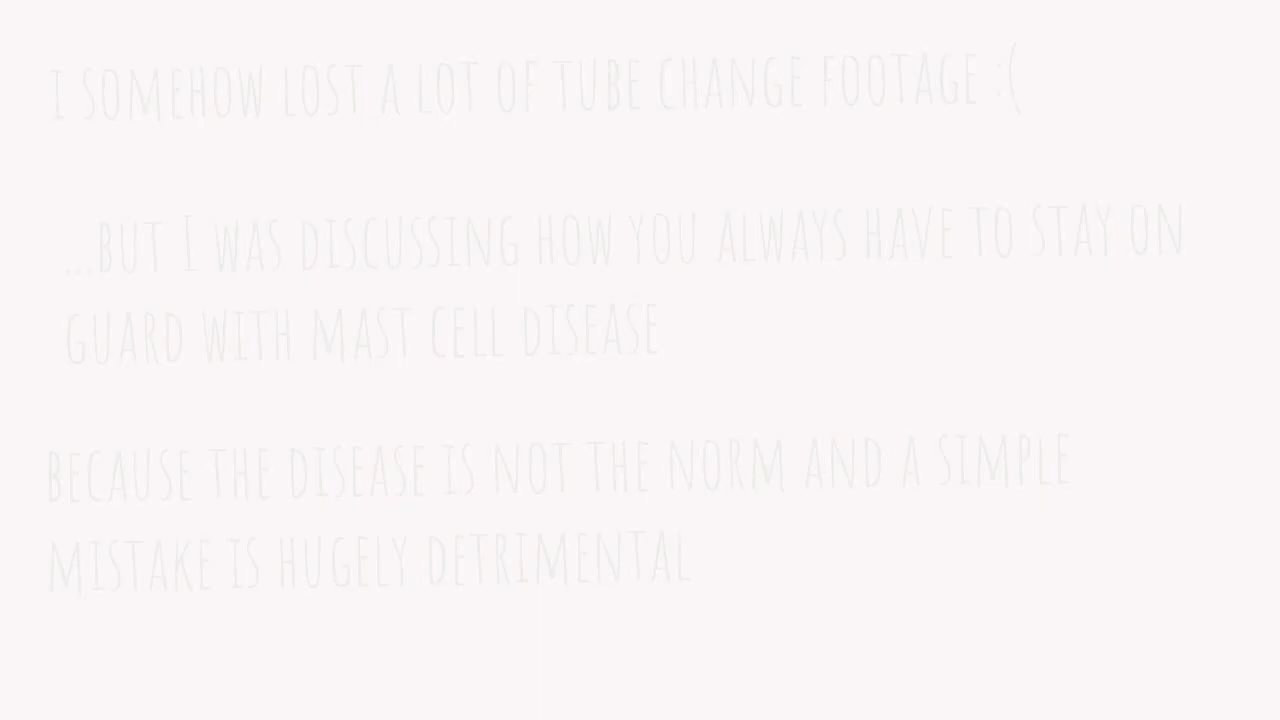 I SOMEHOW LOST A LOT OF TUBE CHANGE FOOTAGE :(
...BUT I WAS DISCUSSING HOW YOU ALWAYS HAVE TO STAY ON
GUARD WITH MAST CELL DISEASE
BECAUSE THE DISEASE IS NOT THE NORM AND A SIMPLE
MISTAKE IS HUGELY DETRIMENTAL